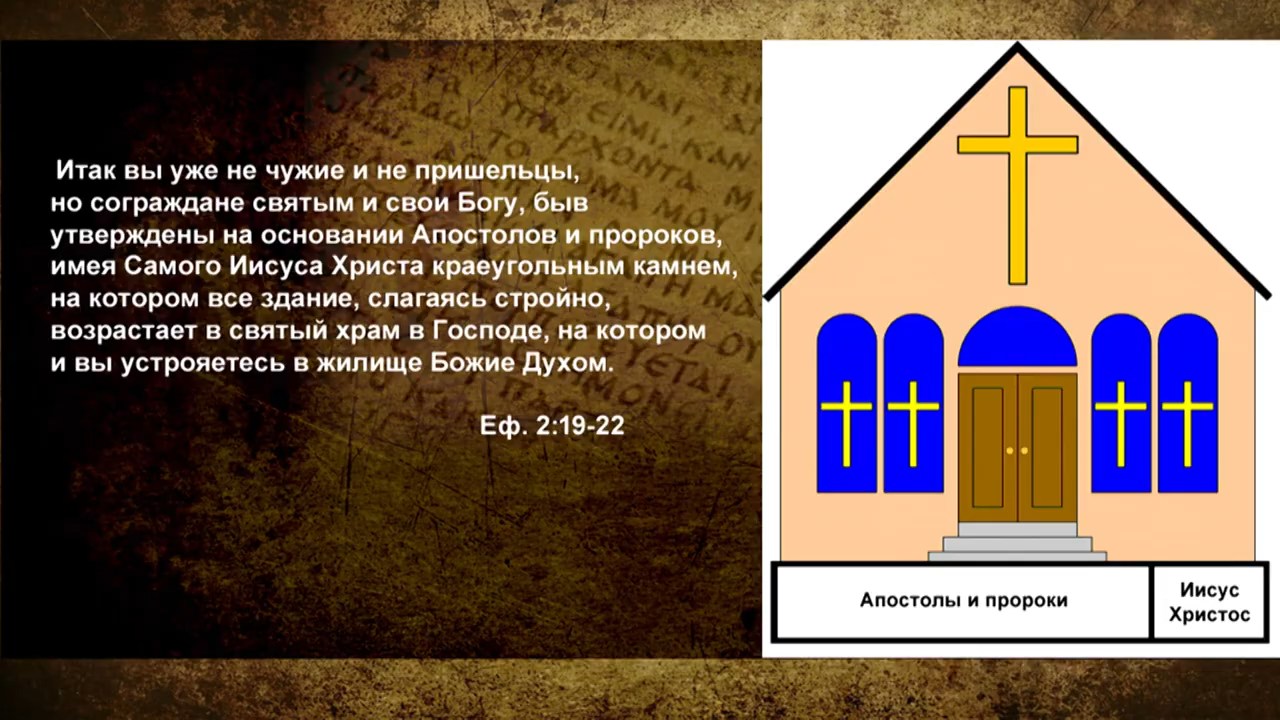 Итак вы уже не чужие и не пришельцы,
но сограждане святым и свои Богу, быв
утверждены на основании Апостолов и пророков,
имея Самого Иисуса Христа краеугольным камнем,
на котором все здание, слагаясь стройно,
возрастает в святый храм в Господе, на котором
и вы устрояетесь в жилище Божие Духом.
Еф. 2:19-22
Апостолы и пророки
Иисус
Христос